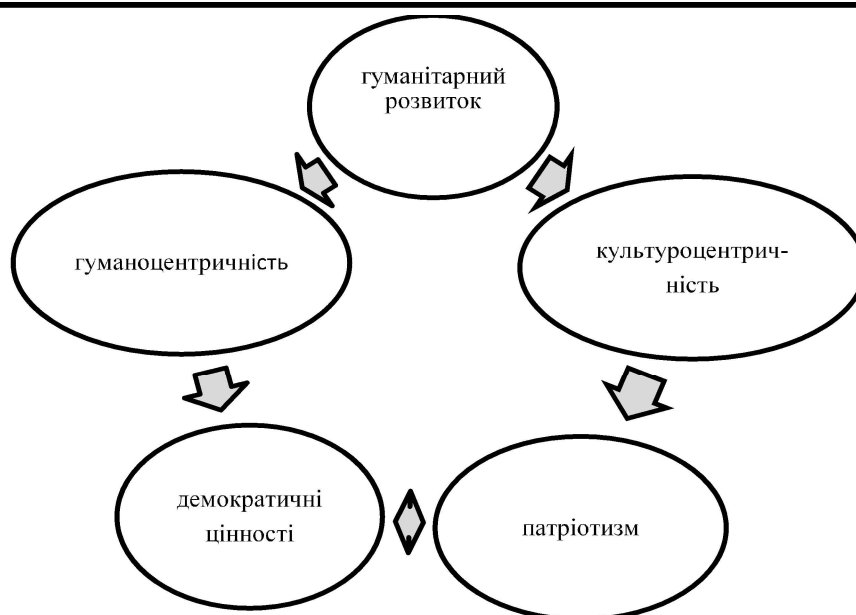 гуманітарний
розвиток
гуманоцентричність
культуроцентрич-
ність
демократичні
цінності
патріотизм